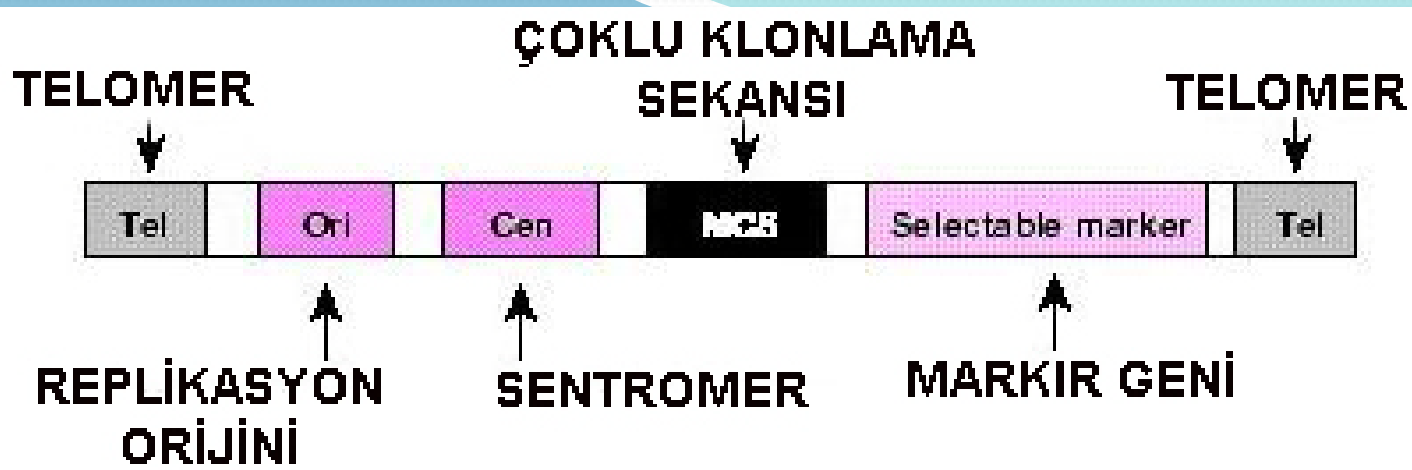 ÇOKLU KLONLAMA
SEKANSI
TELOMER
TELOMER
Tel
Ori
Cen
MCS
Selectable marker
Tel
REPLİKASYON
ORİJİNİ
SENTROMER
MARKIR GENİ